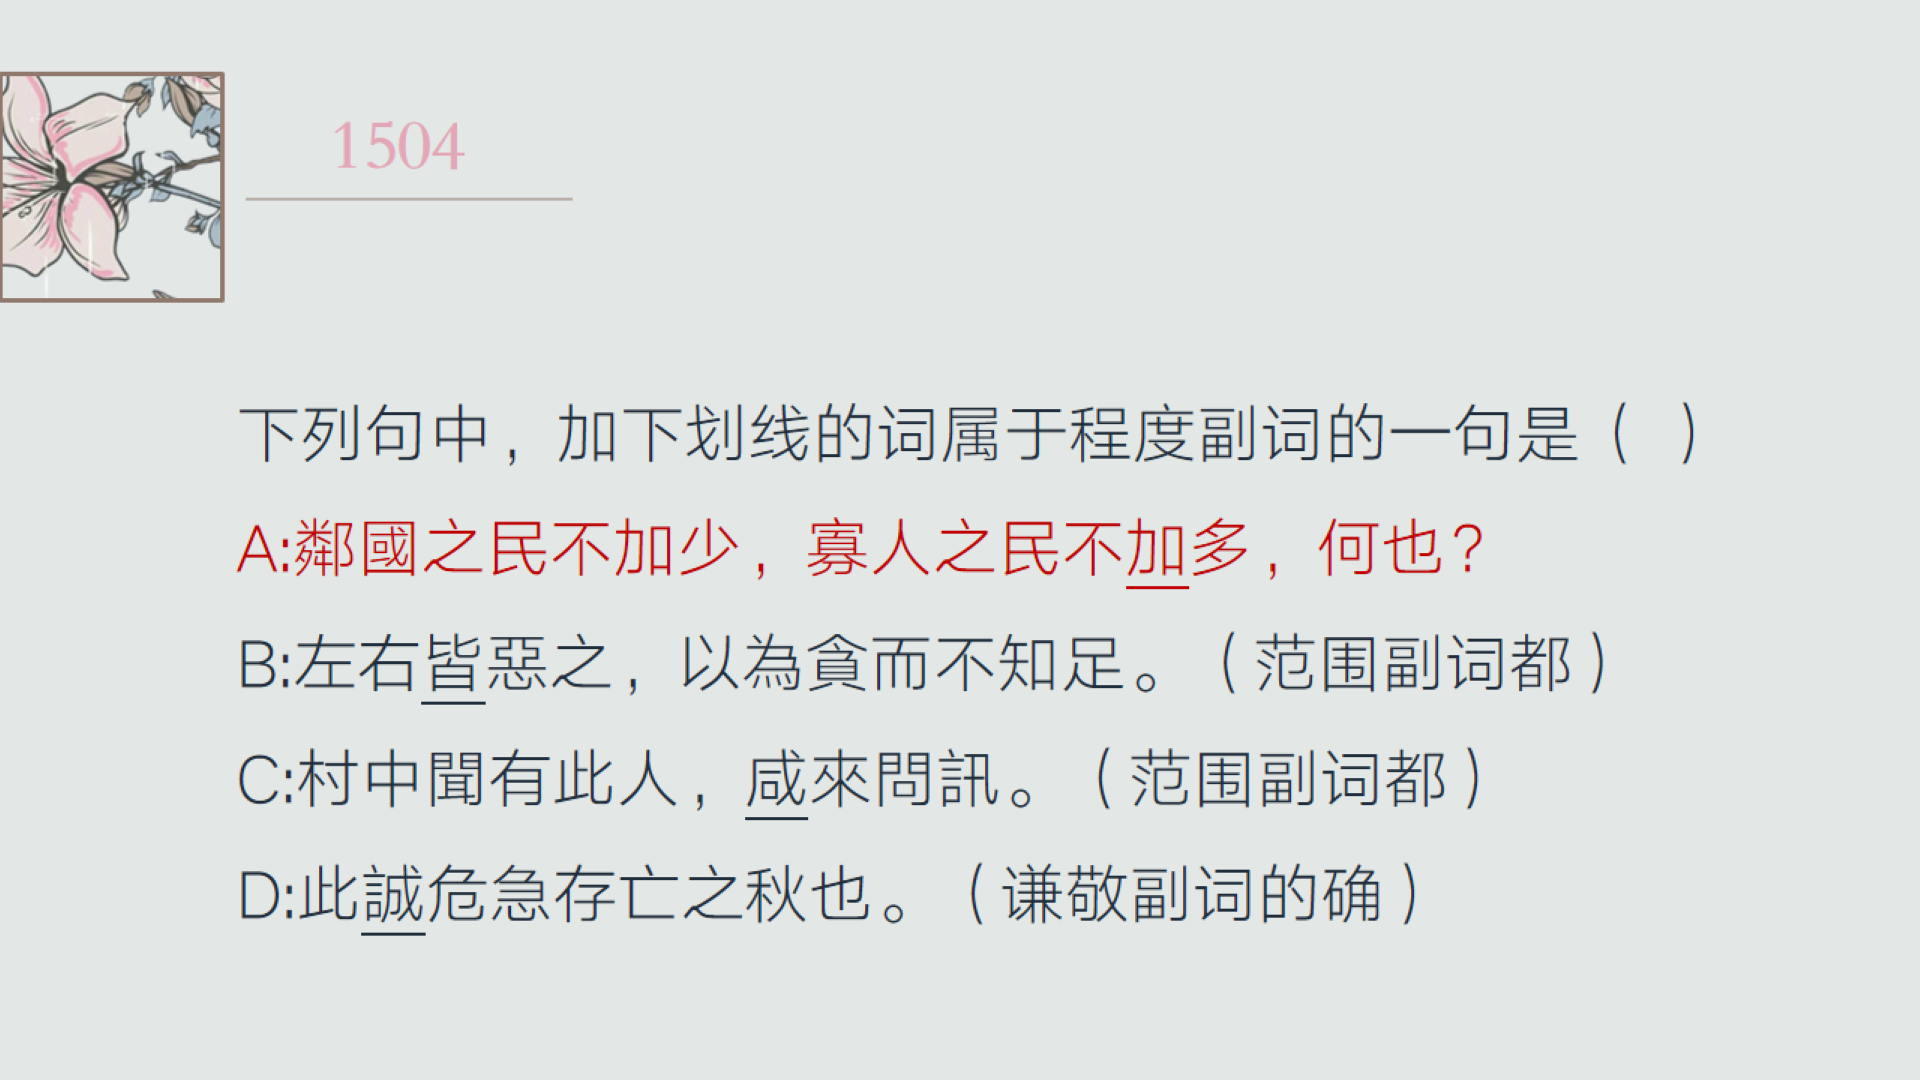 1504
下列句中，加下划线的词属于程度副词的一句是（ ）
A:鄰國之民不加少，寡人之民不加多，何也？
B:左右皆惡之，以為貪而不知足。（范围副词都）
C:村中聞有此人，咸來問訊。（范围副词都）
D:此誠危急存亡之秋也。（谦敬副词的确）